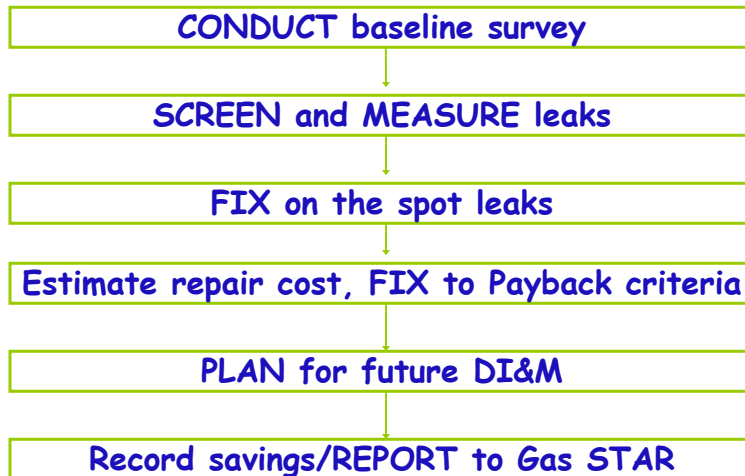 CONDUCT baseline survey
SCREEN and MEASURE leaks
FIX on the spot leaks
Estimate repair cost, FIX to Payback criteria
PLAN for future DI&M
Record savings/REPORT to Gas STAR